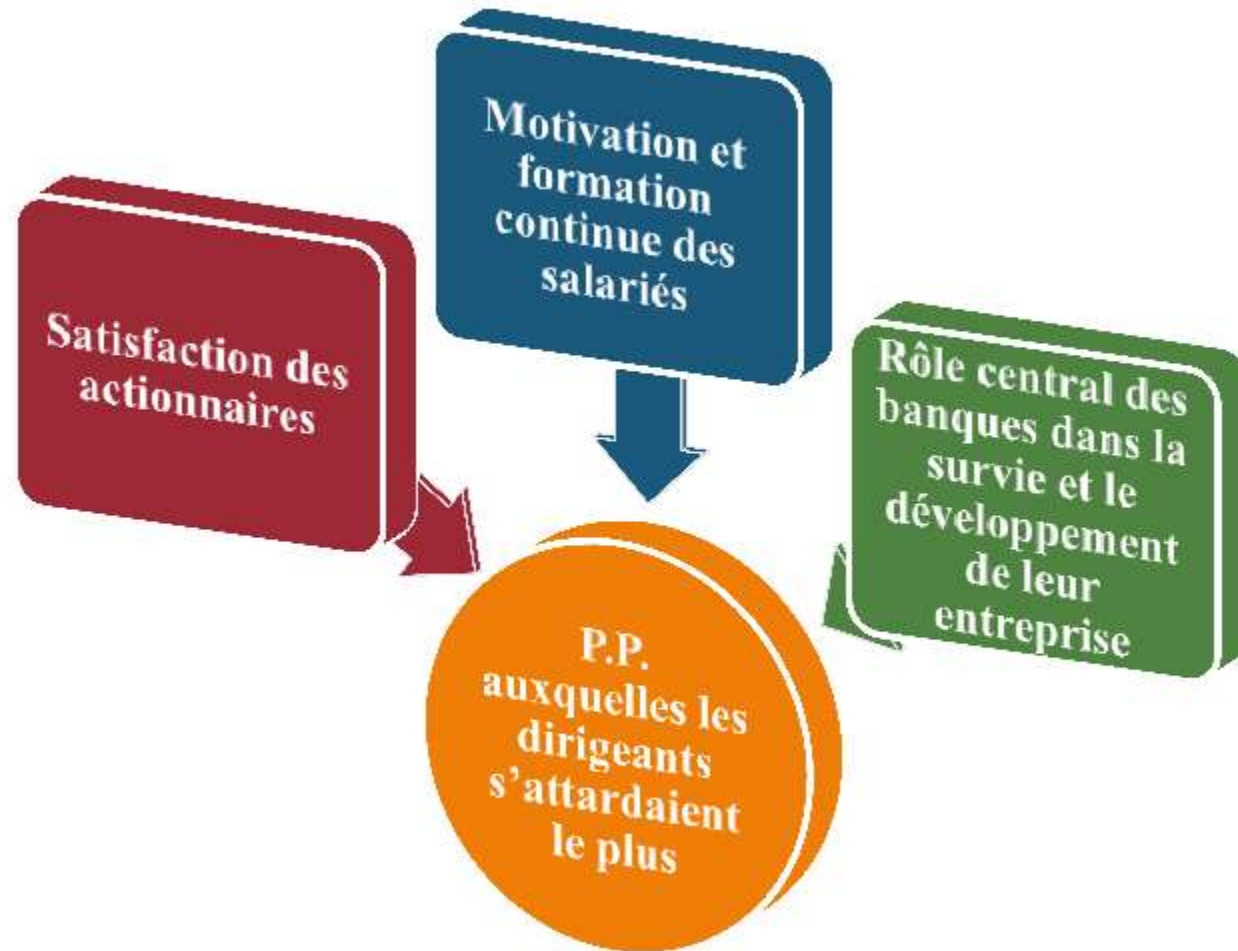 Motivation et
formation
continue des
salariés
Satisfaction des
actionnaires
Rôle central des
banques dans la
survie et le
développement
de leur
entreprise
P.P.
auxquelles les
dirigeants
s’attardaient
le plus